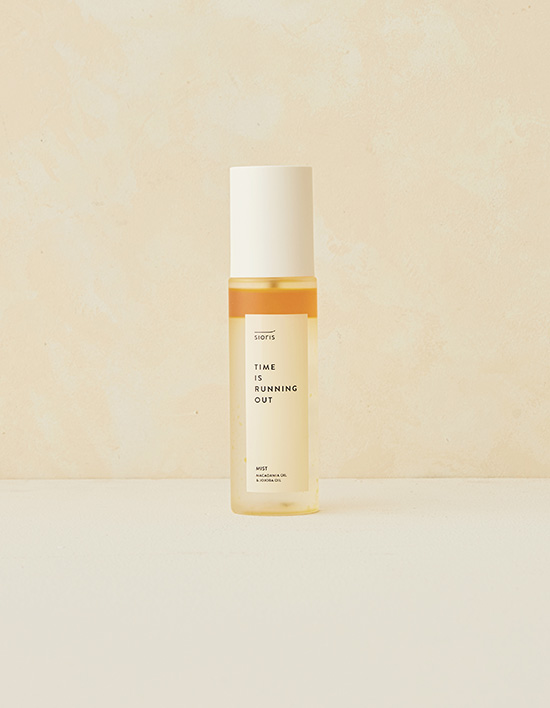 sioris
TIME
IS
RUNNING
OUT
MIST
MACADAMIA OIL
& JOJOBA OIL